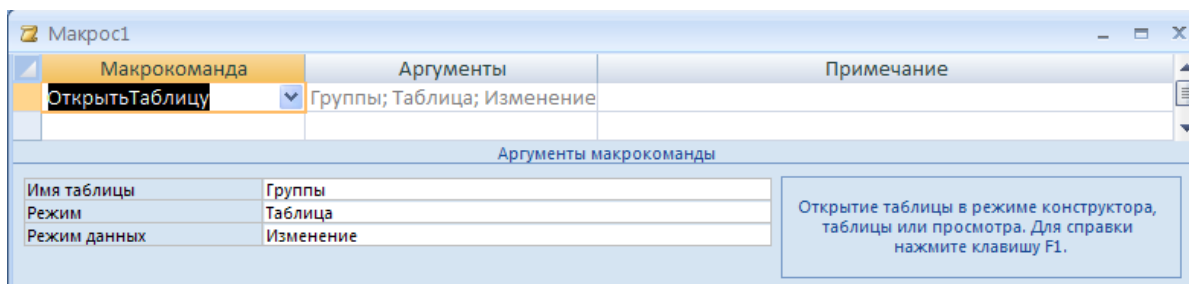 Макрос1
Макрокоманда Аргументы Примечание
ОткрытьТаблицу Группы; Таблица; Изменение
Аргументы макрокоманды
Имя таблицы Группы
Режим Таблица
Режим данных Изменение
Открытие таблицы в режиме конструктора,
таблицы или просмотра. Для справки
нажмите клавишу F1.